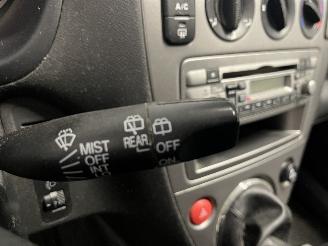 A/C
MIST
OFF
INT
REAR
OFF
ON